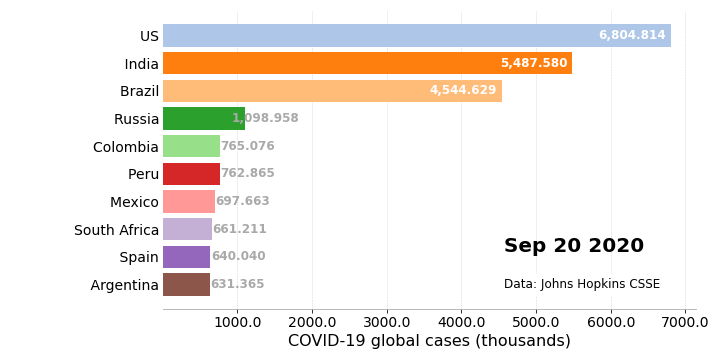 US 6,804.814
India 5,487.580
Brazil 4,544.629
Russia 1,098.958
Colombia 765.076
Peru 762.865
Mexico 697.663
South Africa 661.211
Spain 640.040
Argentina 631.365
Sep 20 2020
Data: Johns Hopkins CSSE
1000.0 2000.0 3000.0 4000.0 5000.0 6000.0 7000.0
COVID-19 global cases (thousands)